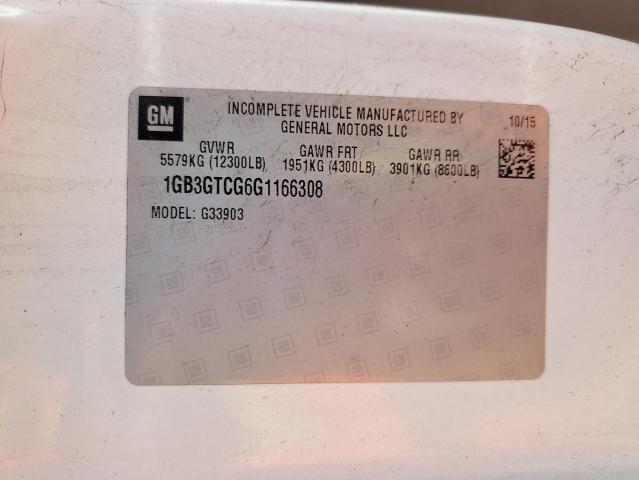 GM
INCOMPLETE VEHICLE MANUFACTURED BY
GENERAL MOTORS LLC
10/15
GVWR GAWR FRT GAWR RR
5579KG (12300LB) 1951KG (4300LB) 3901KG (8600LB)
1GB3GTCG6G1166308
MODEL: G33903